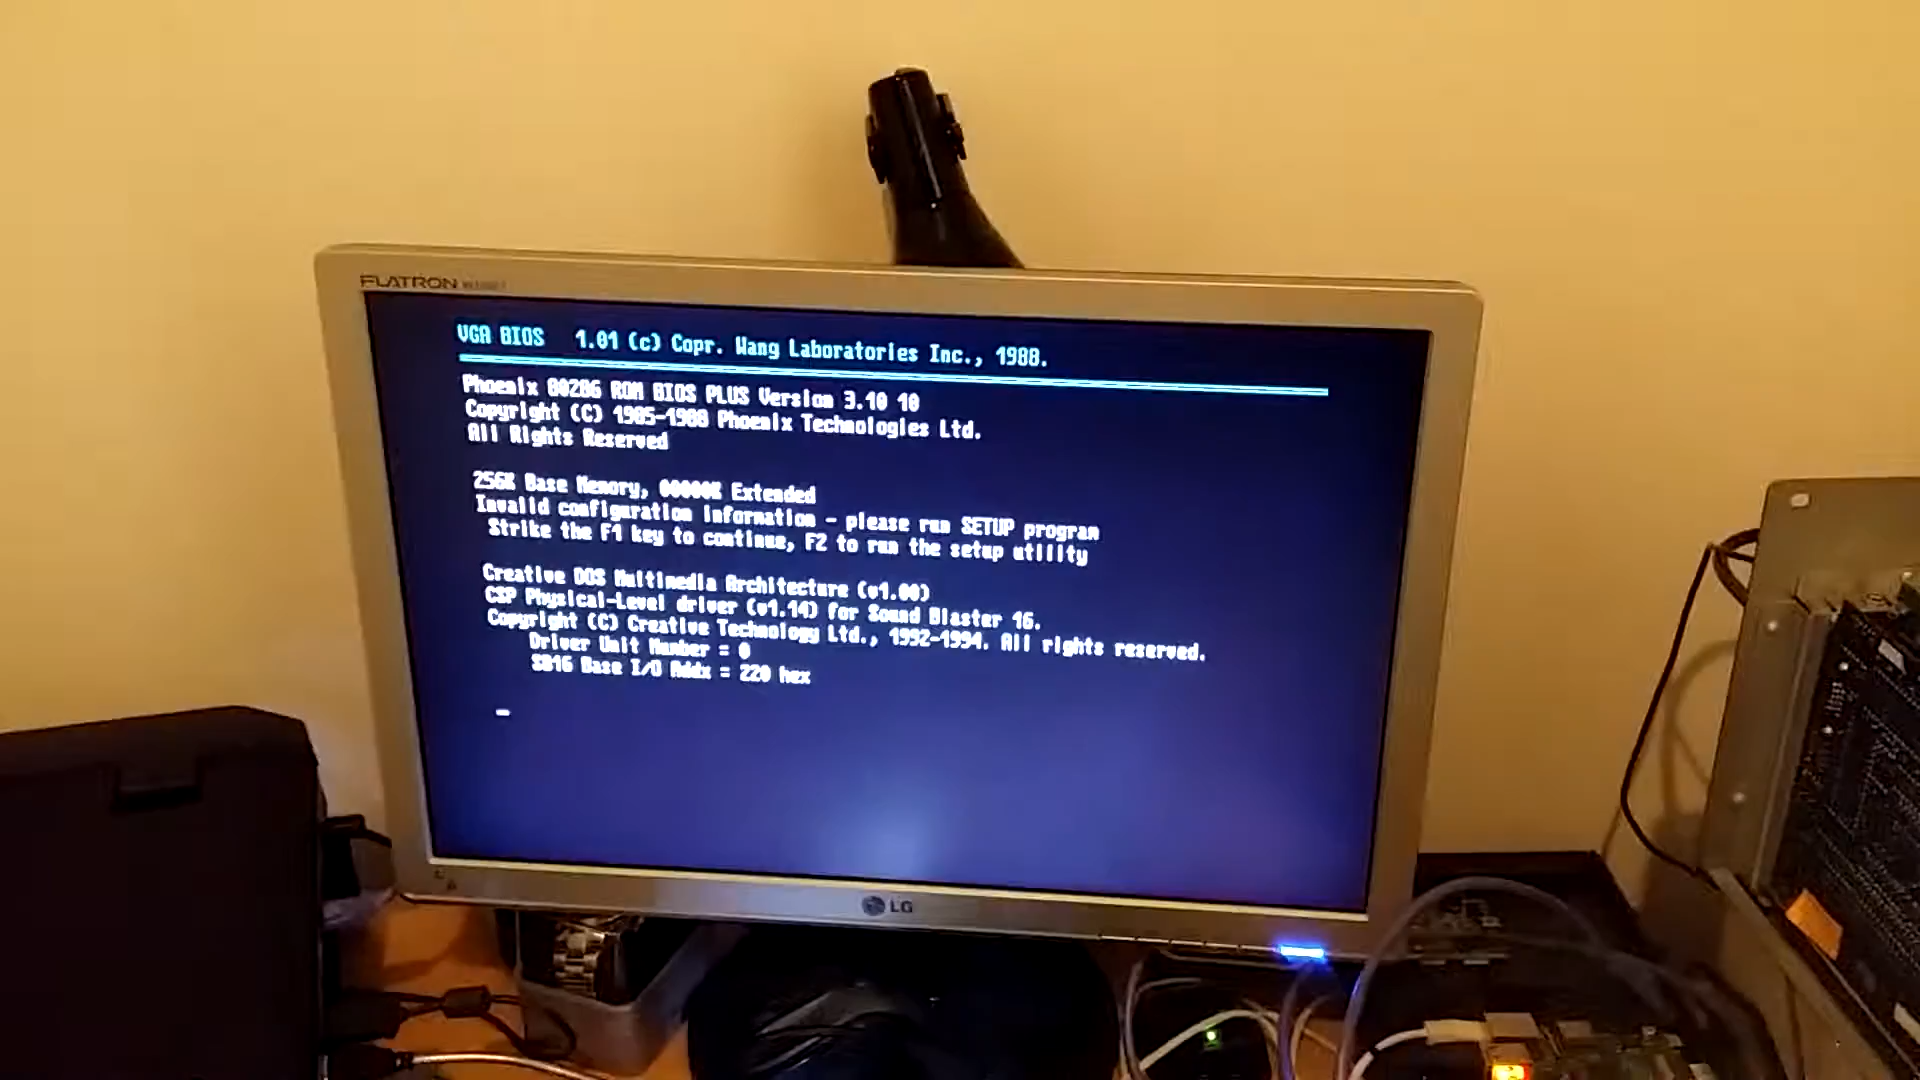 FLATRON
VGA BIOS 1.01 (c) Copr. Wang Laboratories Inc., 1988.
Phoenix 80286 ROM BIOS PLUS Version 3.10 10
Copyright (C) 1985-1988 Phoenix Technologies Ltd.
All Rights Reserved
256K Base Memory, 00000K Extended
Invalid configuration information - please run SETUP program
Strike the F1 key to continue, F2 to run the setup utility
Creative DOS Multimedia Architecture (v1.00)
CSP Physical-Level driver (v1.14) for Sound Blaster 16.
Copyright (C) Creative Technology Ltd., 1992-1994. All rights reserved.
Driver Unit Number = 0
SB16 Base I/O Addx = 220 hex
LG